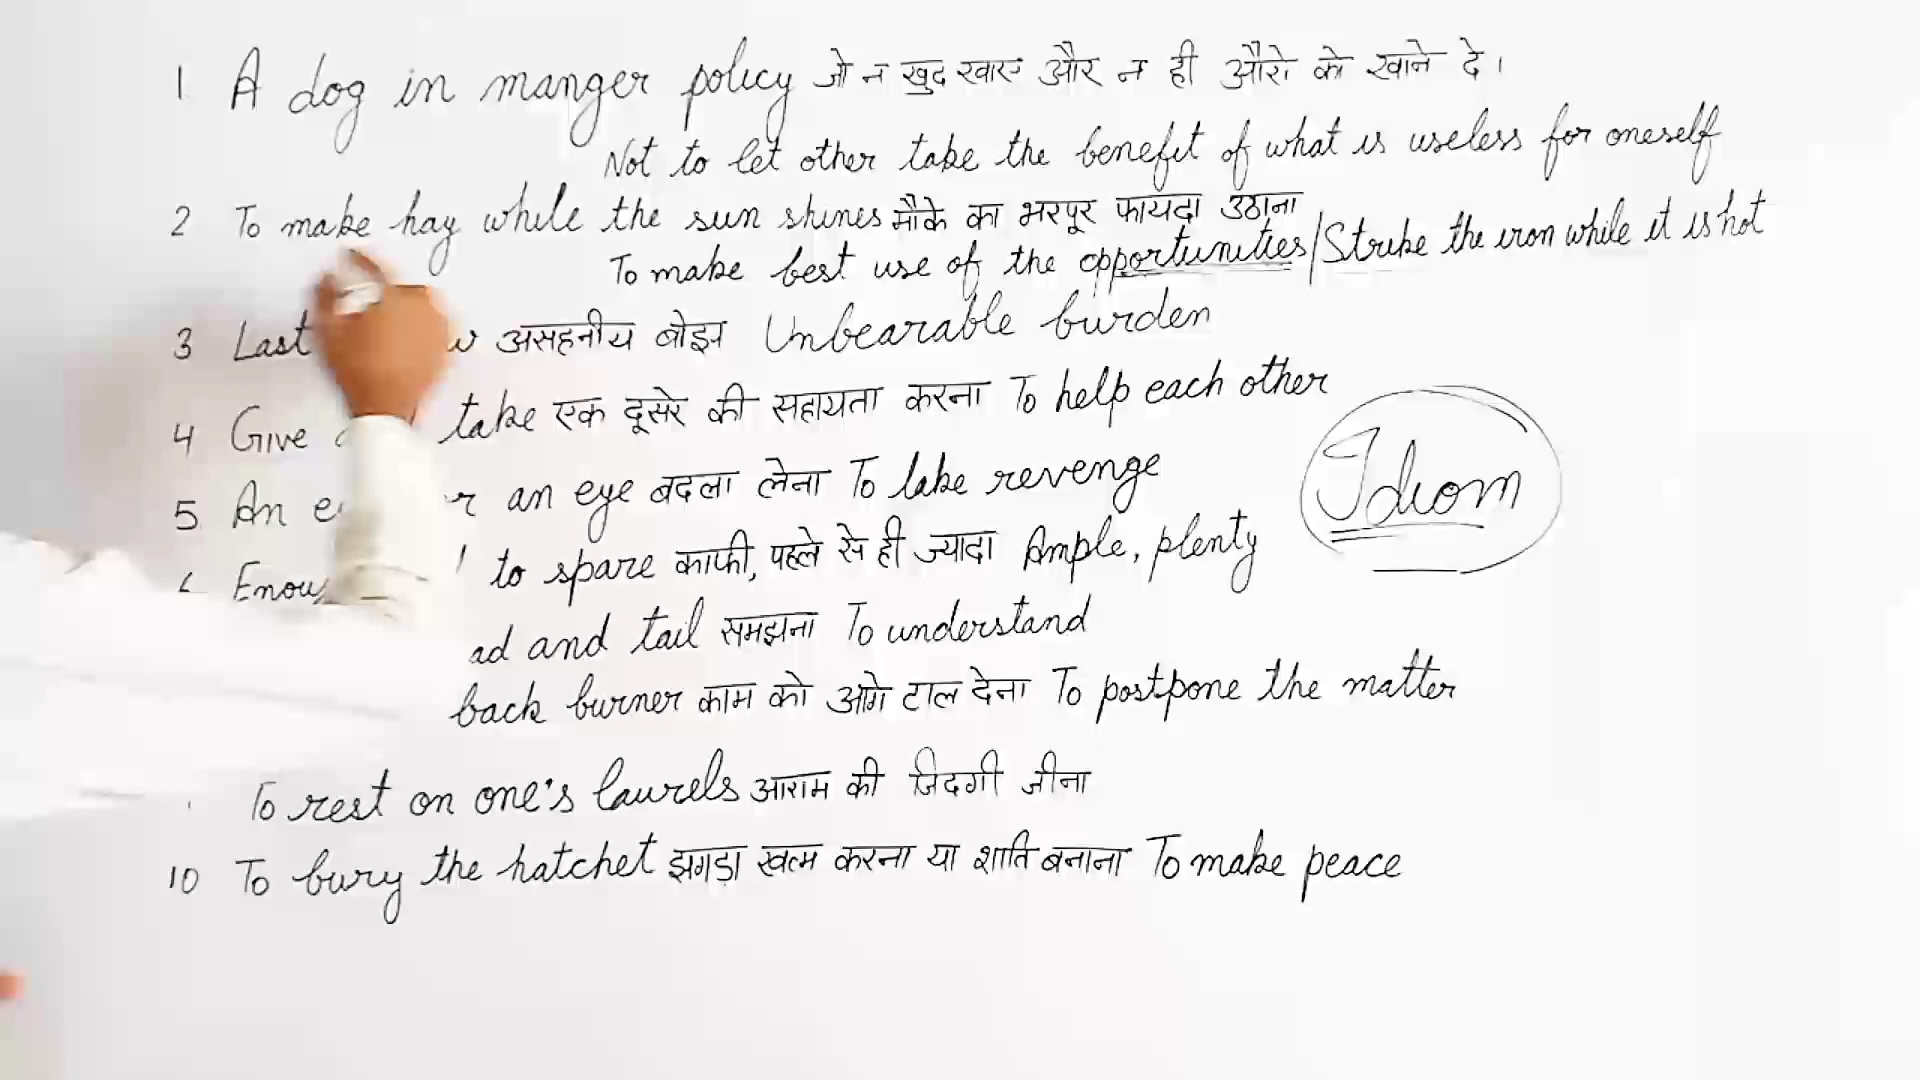 1 A dog in manger policy जो न खुद खाए और न ही औरो को खाने दे।
Not to let other take the benefit of what is useless for oneself
2 To make hay while the sun shines मौके का भरपूर फायदा उठाना
To make best use of the opportunities/Strike the iron while it is hot
3 Last असहनीय बोझ Unbearable burden
4 Give take एक दूसरे की सहायता करना To help each other
5 An an eye बदला लेना To take revenge
to spare काफी, पहले से ही ज्यादा Ample, plenty
and tail समझना To understand
back burner काम को आगे टाल देना To postpone the matter
To rest on one's laurels आराम की जिदगी जीना
10 To bury the hatchet झगड़ा खत्म करना या शाति बनाना To make peace
Idiom